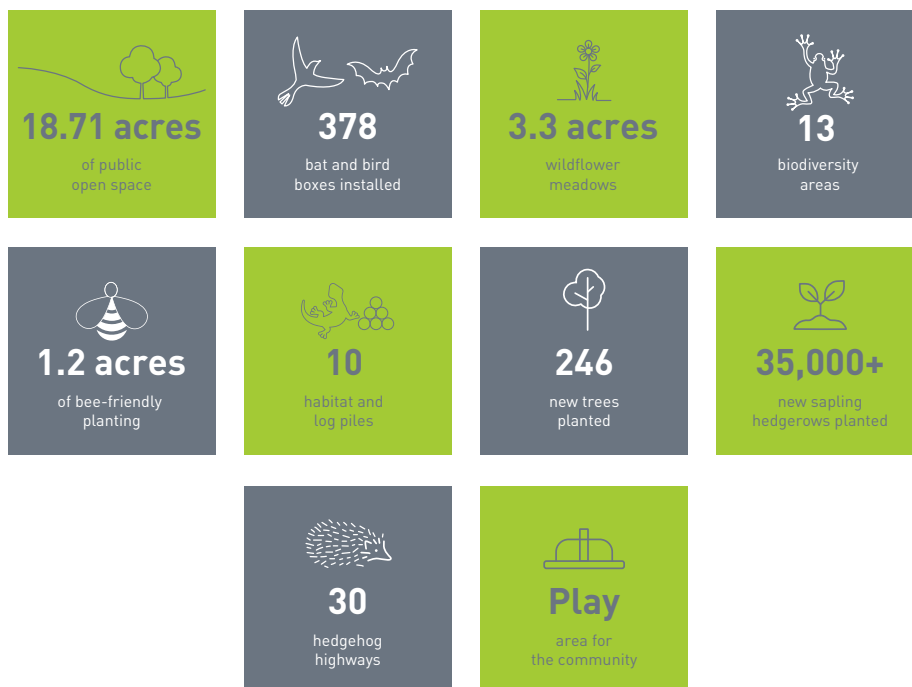 18.71 acres
of public
open space
378
bat and bird
boxes installed
3.3 acres
wildflower
meadows
13
biodiversity
areas
1.2 acres
of bee-friendly
planting
10
habitat and
log piles
246
new trees
planted
35,000+
new sapling
hedgerows planted
30
hedgehog
highways
Play
area for
the community